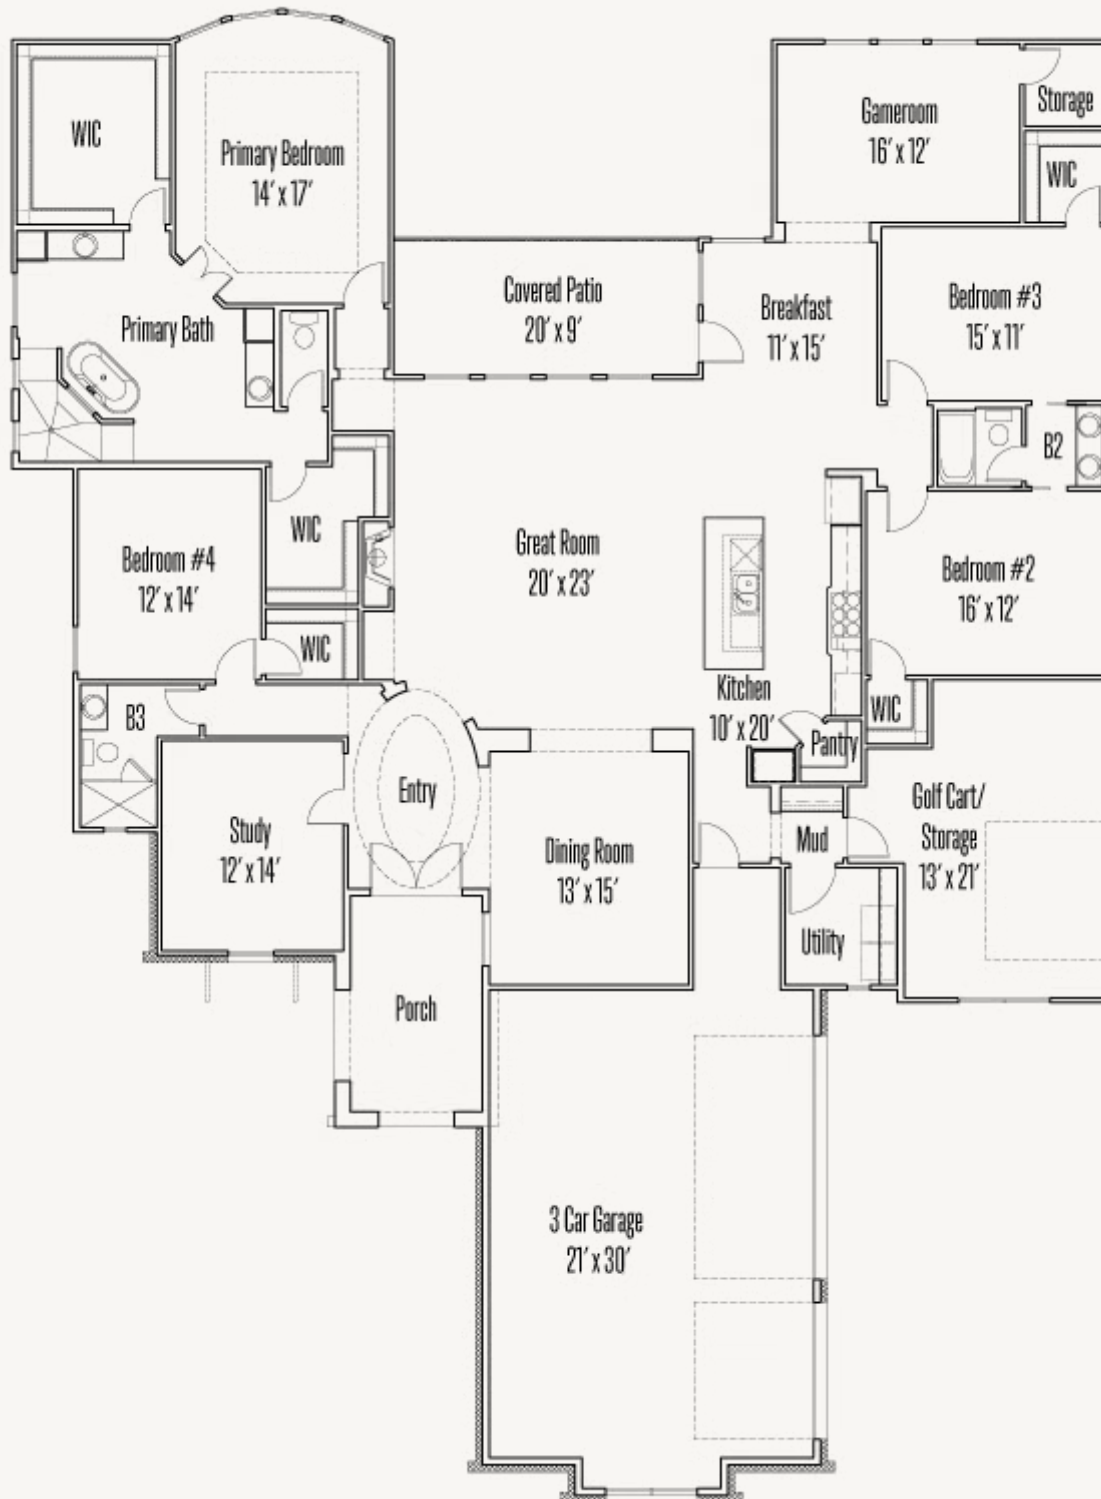 WIC
Primary Bedroom
14' x 17'
Gameroom
16' x 12'
Storage
WIC
Primary Bath
Covered Patio
20' x 9'
Breakfast
11' x 15'
Bedroom #3
15' x 11'
B2
WIC
Great Room
20' x 23'
Bedroom #4
12' x 14'
Bedroom #2
16' x 12'
WIC
Kitchen
10' x 20'
WIC
B3
Pantry
Entry
Golf Cart/
Storage
13' x 21'
Study
12' x 14'
Dining Room
13' x 15'
Mud
Utility
Porch
3 Car Garage
21' x 30'